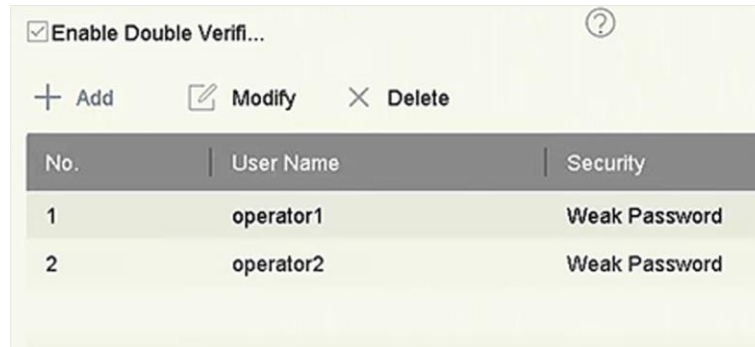 Enable Double Verifi...
Add Modify Delete
No. User Name Security
1 operator1 Weak Password
2 operator2 Weak Password